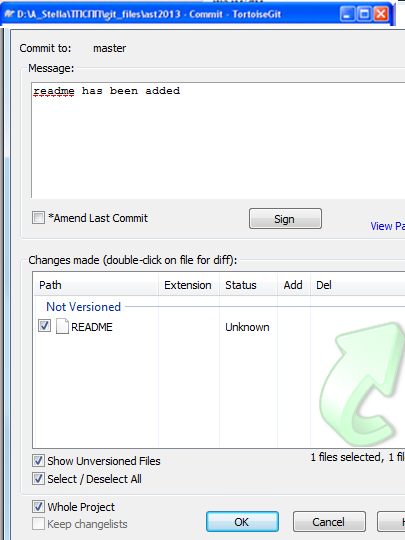 D:\A_Stella\ТПСПП\git_files\ast2013 - Commit - TortoiseGit
Commit to: master
Message:
readme has been added
*Amend Last Commit
Sign
View Pa
Changes made (double-click on file for diff):
Path Extension Status Add Del
Not Versioned
README Unknown
1 files selected, 1 fil
Show Unversioned Files
Select / Deselect All
Whole Project
Keep changelists
OK Cancel H